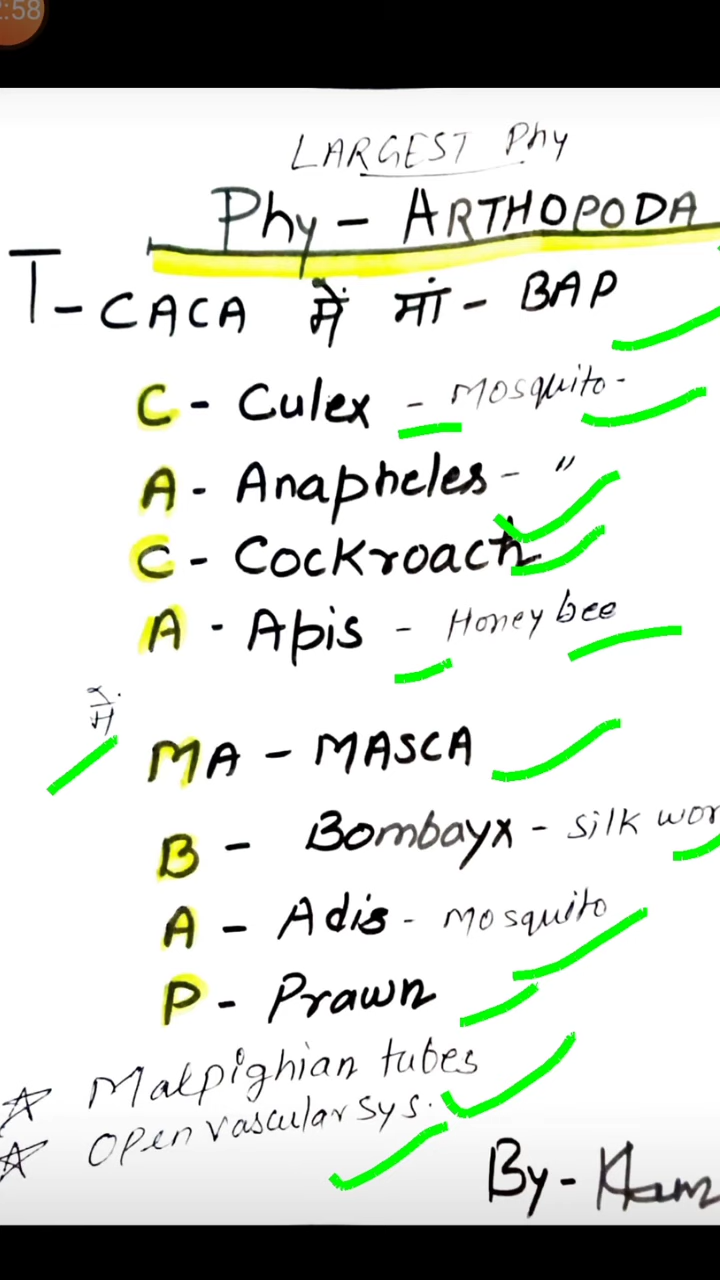 :58
LARGEST Phy
Phy - ARTHOPODA
T - CACA में मां - BAP
C - Culex - Mosquito -
A - Anapheles - "
C - Cockroach
A - Apis - Honey bee
में
MA - MASCA
B - Bombayx - silk wor
A - Adis - mosquito
P - Prawn
☆ Malpighian tubes
☆ Open vascular sys.
By - Ham